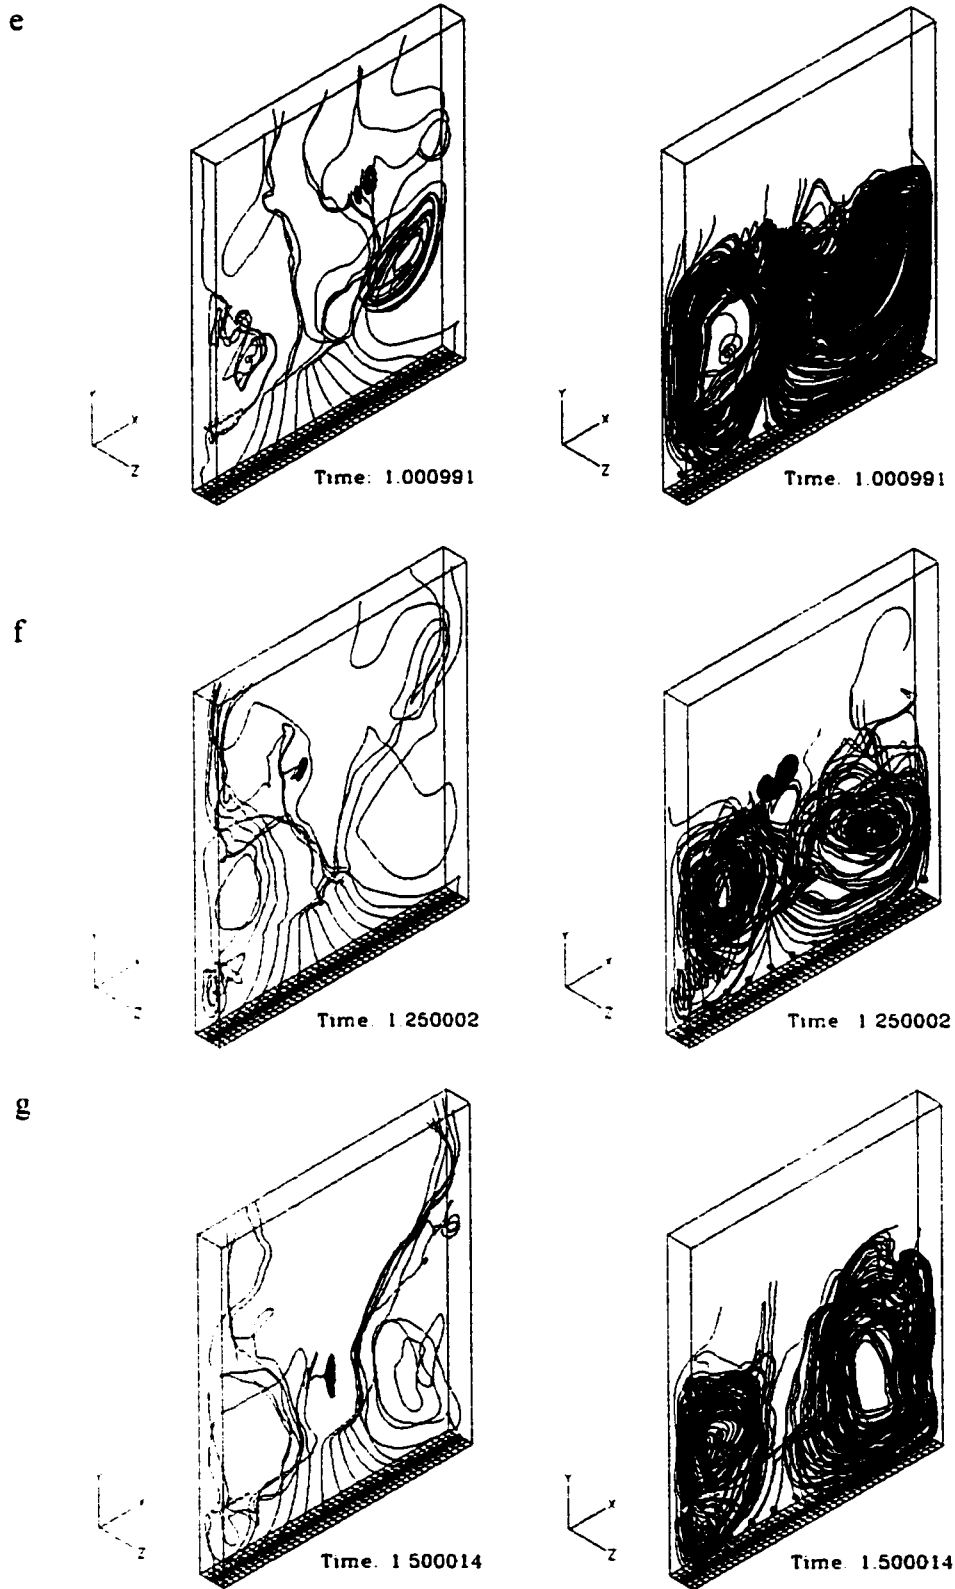 e
Y
X
Z
Time: 1.000991
Y
X
Z
Time. 1.000991
f
Y
X
Z
Time. 1.250002
Y
X
Z
Time 1 250002
g
Y
X
Z
Time. 1 500014
Y
X
Z
Time. 1.500014